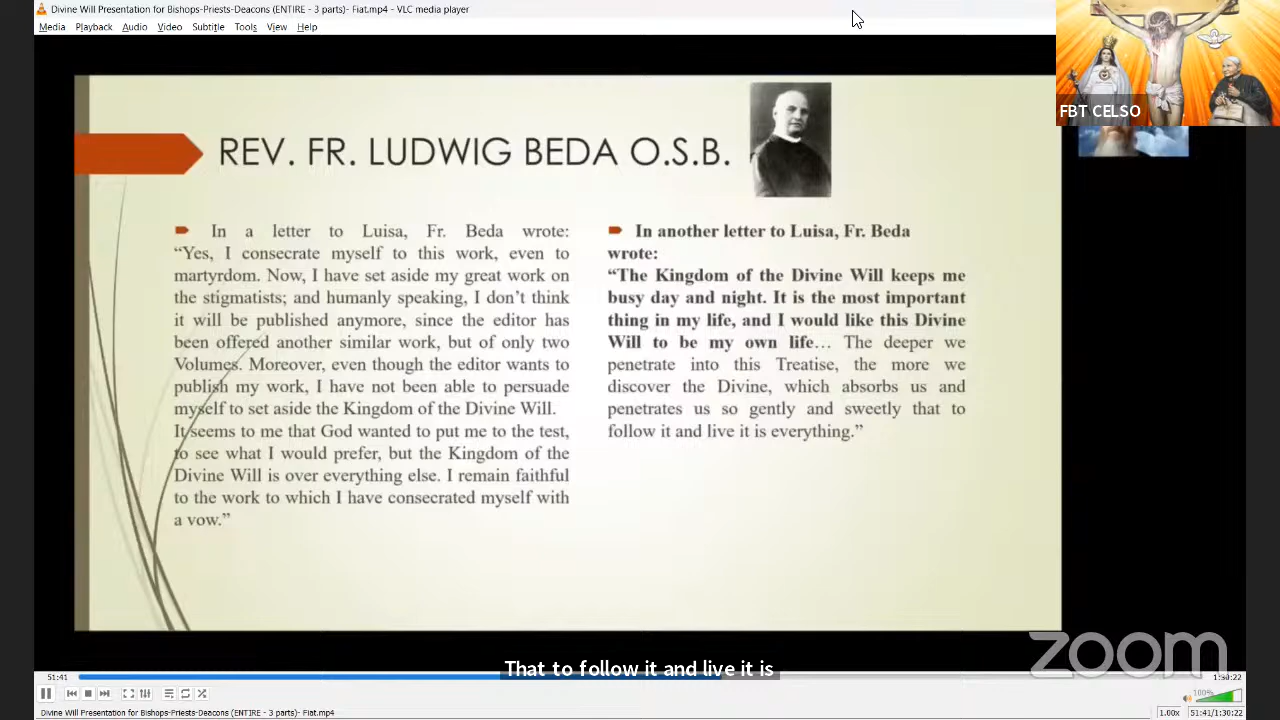 Divine Will Presentation for Bishops-Priests-Deacons (ENTIRE - 3 parts)- Fiat.mp4 - VLC media player
Media Playback Audio Video Subtitle Tools View Help
FBT CELSO
REV. FR. LUDWIG BEDA O.S.B.
In a letter to Luisa, Fr. Beda wrote:
“Yes, I consecrate myself to this work, even to
martyrdom. Now, I have set aside my great work on
the stigmatists; and humanly speaking, I don’t think
it will be published anymore, since the editor has
been offered another similar work, but of only two
Volumes. Moreover, even though the editor wants to
publish my work, I have not been able to persuade
myself to set aside the Kingdom of the Divine Will.
It seems to me that God wanted to put me to the test,
to see what I would prefer, but the Kingdom of the
Divine Will is over everything else. I remain faithful
to the work to which I have consecrated myself with
a vow.”
In another letter to Luisa, Fr. Beda
wrote:
“The Kingdom of the Divine Will keeps me
busy day and night. It is the most important
thing in my life, and I would like this Divine
Will to be my own life… The deeper we
penetrate into this Treatise, the more we
discover the Divine, which absorbs us and
penetrates us so gently and sweetly that to
follow it and live it is everything.”
zoom
That to follow it and live it is
51:41
1:30:22
100%
Divine Will Presentation for Bishops-Priests-Deacons (ENTIRE - 3 parts)- Fiat.mp4
1.00x
51:41/1:30:22